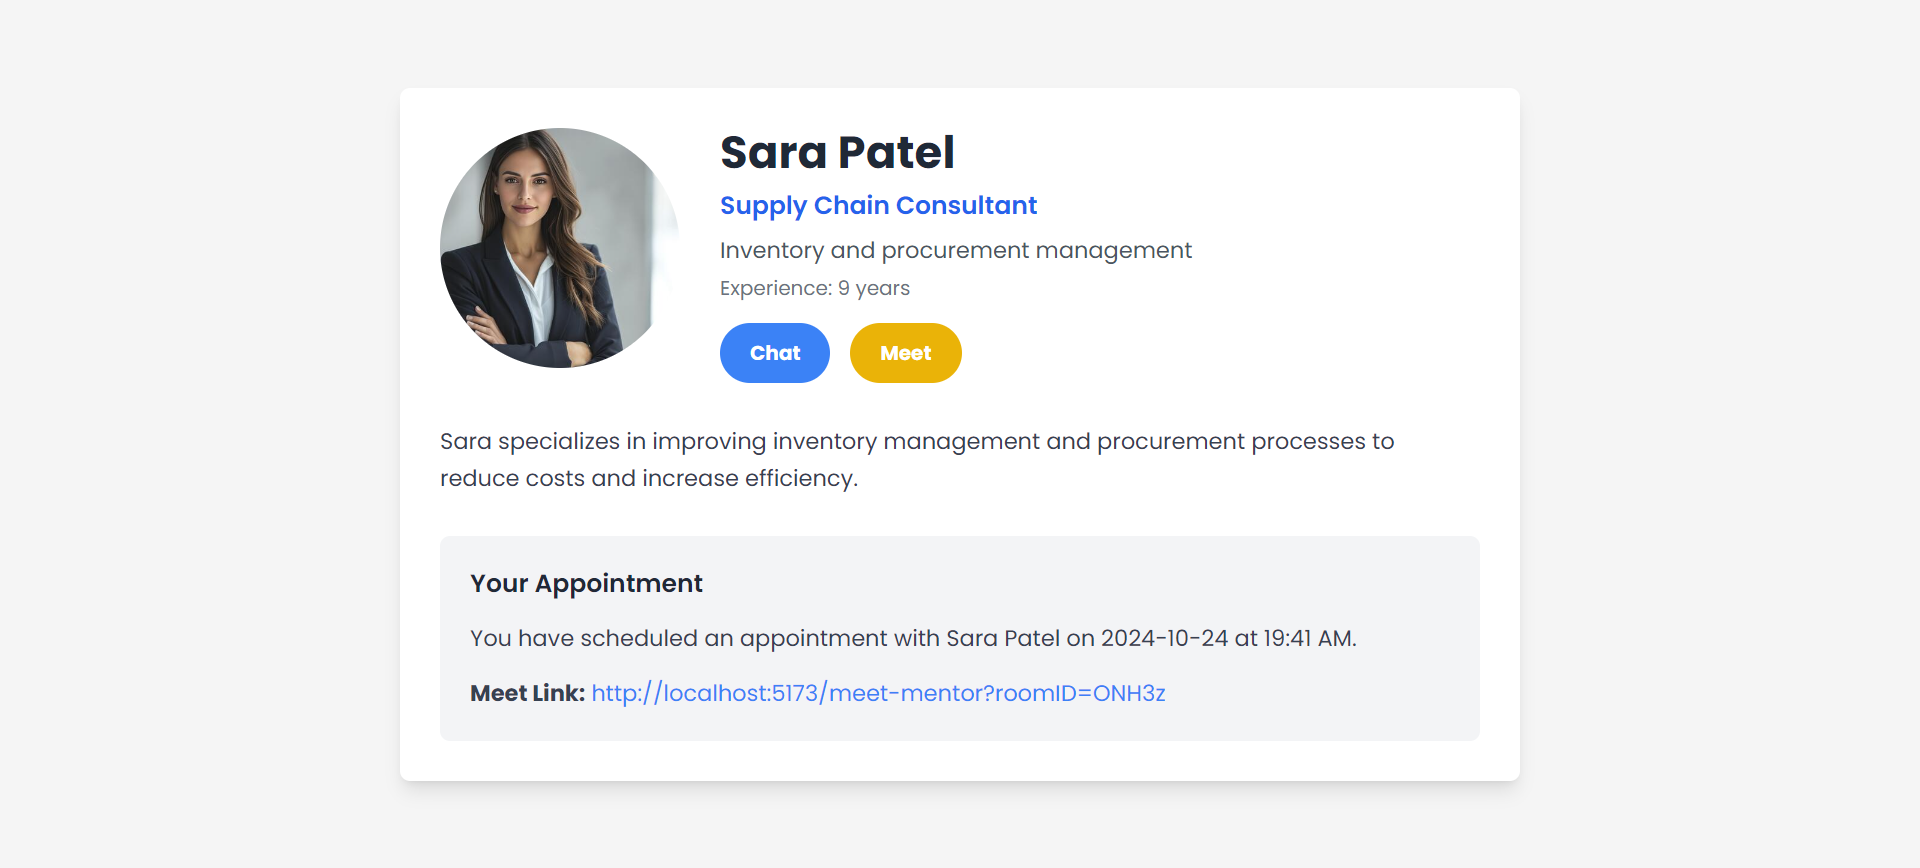 Sara Patel
Supply Chain Consultant
Inventory and procurement management
Experience: 9 years
Chat Meet
Sara specializes in improving inventory management and procurement processes to
reduce costs and increase efficiency.
Your Appointment
You have scheduled an appointment with Sara Patel on 2024-10-24 at 19:41 AM.
Meet Link: http://localhost:5173/meet-mentor?roomID=ONH3z